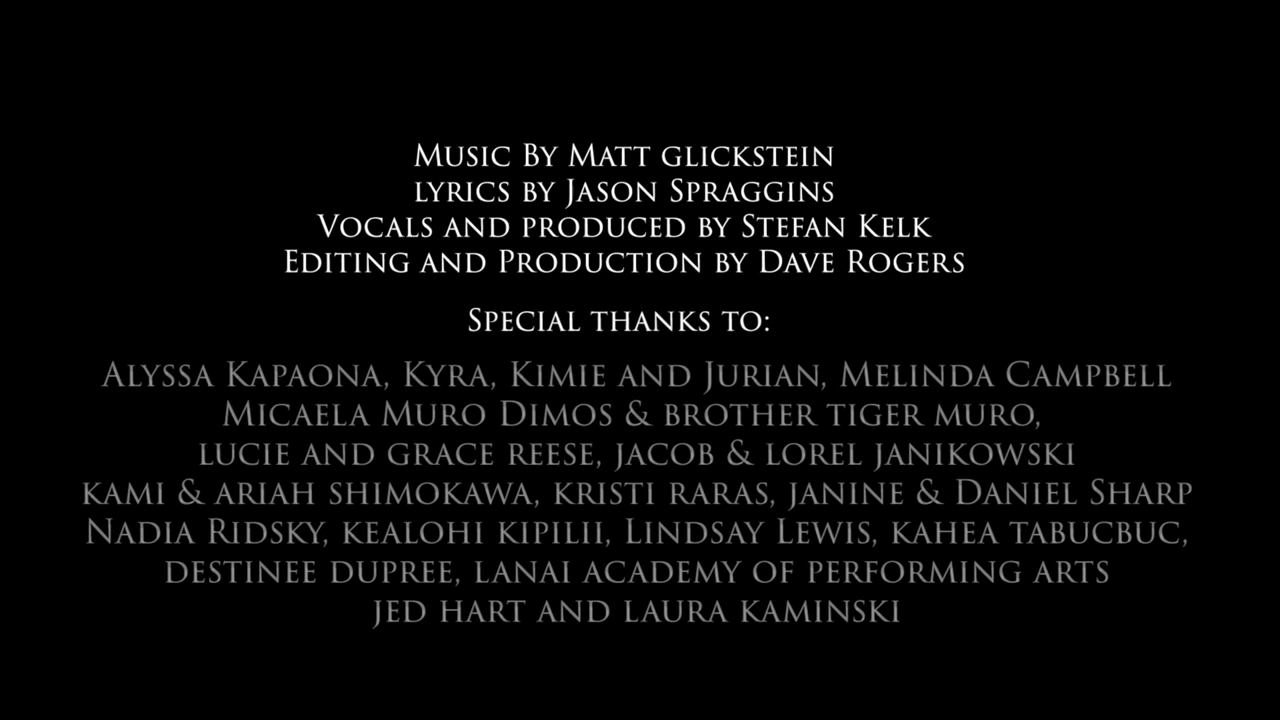 Music By Matt glickstein
lyrics by Jason Spraggins
Vocals and produced by Stefan Kelk
Editing and Production by Dave Rogers
Special thanks to:
Alyssa Kapaona, Kyra, Kimie and Jurian, Melinda Campbell
Micaela Muro Dimos & brother tiger muro,
lucie and grace reese, jacob & lorel janikowski
kami & ariah shimokawa, kristi raras, janine & Daniel Sharp
Nadia Ridsky, kealohi kipilii, Lindsay Lewis, kahea tabucbuc,
destinee dupree, lanai academy of performing arts
jed hart and laura kaminski